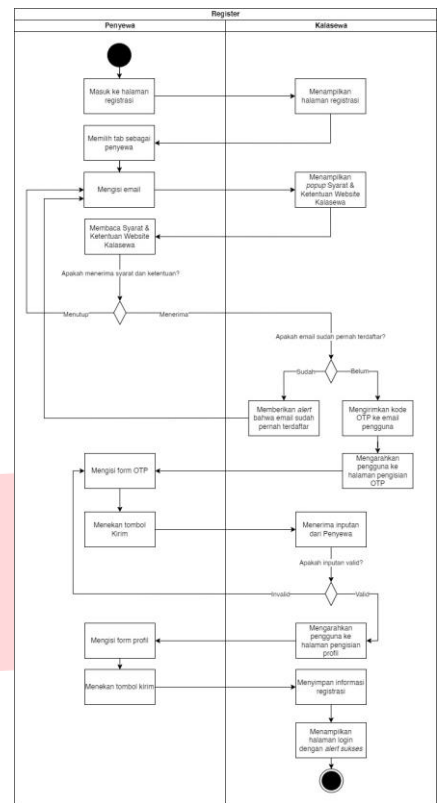 Register
Penyewa
Kalasewa
Masuk ke halaman
registrasi
Menampilkan
halaman registrasi
Memilih tab sebagai
penyewa
Mengisi email
Menampilkan
popup Syarat &
Ketentuan Website
Kalasewa
Membaca Syarat &
Ketentuan Website
Kalasewa
Apakah menerima syarat dan ketentuan?
Menutup
Menerima
Apakah email sudah pernah terdaftar?
Sudah
Belum
Memberikan alert
bahwa email sudah
pernah terdaftar
Mengirimkan kode
OTP ke email
pengguna
Mengarahkan
pengguna ke
halaman pengisian
OTP
Mengisi form OTP
Menekan tombol
Kirim
Menerima inputan
dari Penyewa
Apakah inputan valid?
Invalid
Valid
Mengarahkan
pengguna ke
halaman pengisian
profil
Mengisi form profil
Menekan tombol kirim
Menyimpan informasi
registrasi
Menampilkan
halaman login
dengan alert sukses